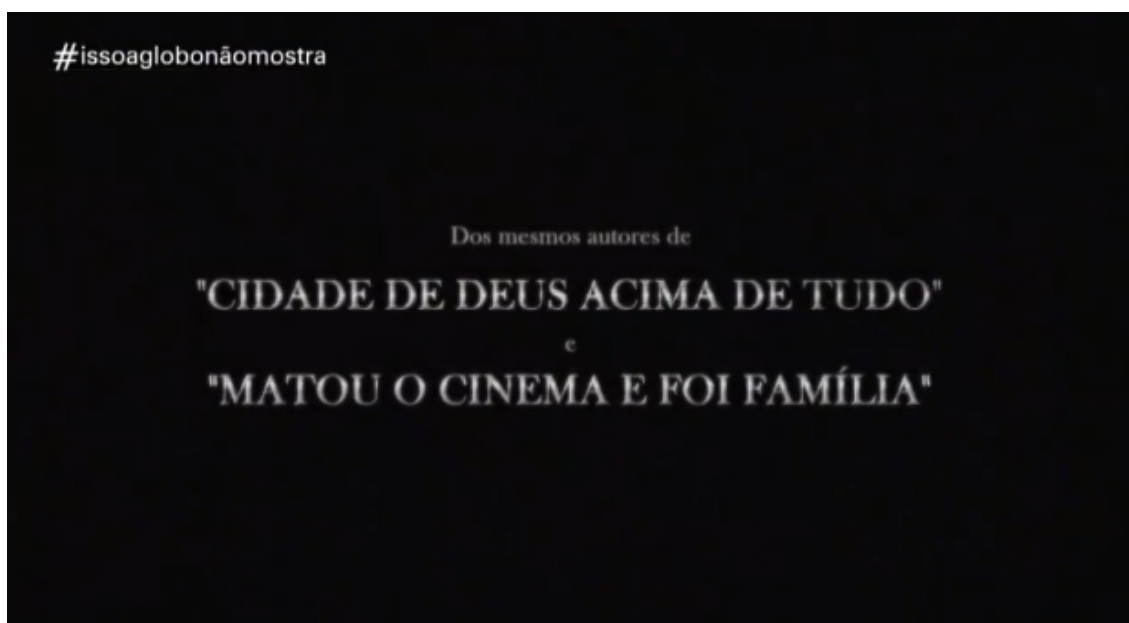 #issoaglobonãomostra
Dos mesmos autores de
"CIDADE DE DEUS ACIMA DE TUDO"
e
"MATOU O CINEMA E FOI FAMÍLIA"